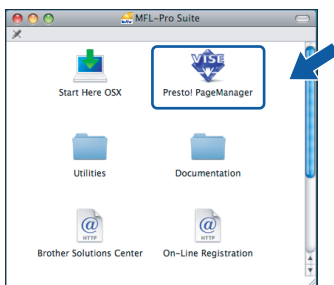 MFL-Pro Suite
VISE
Start Here OSX
Presto! PageManager
Utilities
Documentation
@
HTTP
@
HTTP
Brother Solutions Center
On-Line Registration